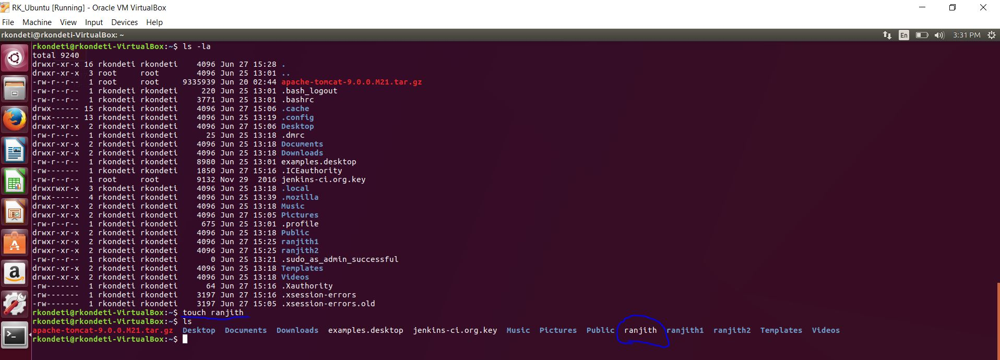 RK_Ubuntu [Running] - Oracle VM VirtualBox
File Machine View Input Devices Help
rkondeti@rkondeti-VirtualBox: ~ En 3:31 PM
rkondeti@rkondeti-VirtualBox:~$ ls -la
total 9240
drwxr-xr-x 16 rkondeti rkondeti    4096 Jun 27 15:28 .
drwxr-xr-x  3 root     root        4096 Jun 25 13:01 ..
-rw-r--r--  1 root     root     9335939 Jun 20 02:44 apache-tomcat-9.0.0.M21.tar.gz
-rw-r--r--  1 rkondeti rkondeti     220 Jun 25 13:01 .bash_logout
-rw-r--r--  1 rkondeti rkondeti    3771 Jun 25 13:01 .bashrc
drwx------ 15 rkondeti rkondeti    4096 Jun 27 15:06 .cache
drwx------ 13 rkondeti rkondeti    4096 Jun 25 13:19 .config
drwxr-xr-x  2 rkondeti rkondeti    4096 Jun 27 15:06 Desktop
-rw-r--r--  1 rkondeti rkondeti      25 Jun 25 13:18 .dmrc
drwxr-xr-x  2 rkondeti rkondeti    4096 Jun 25 13:18 Documents
drwxr-xr-x  2 rkondeti rkondeti    4096 Jun 25 13:18 Downloads
-rw-r--r--  1 rkondeti rkondeti    8980 Jun 25 13:01 examples.desktop
-rw-------  1 rkondeti rkondeti    1850 Jun 27 15:16 .ICEauthority
-rw-r--r--  1 root     root        9132 Nov 29  2016 jenkins-ci.org.key
drwxrwxr-x  3 rkondeti rkondeti    4096 Jun 25 13:18 .local
drwx------  4 rkondeti rkondeti    4096 Jun 25 13:39 .mozilla
drwxr-xr-x  2 rkondeti rkondeti    4096 Jun 25 13:18 Music
drwxr-xr-x  2 rkondeti rkondeti    4096 Jun 27 15:05 Pictures
-rw-r--r--  1 rkondeti rkondeti     675 Jun 25 13:01 .profile
drwxr-xr-x  2 rkondeti rkondeti    4096 Jun 25 13:18 Public
drwxr-xr-x  2 rkondeti rkondeti    4096 Jun 27 15:25 ranjith1
drwxr-xr-x  2 rkondeti rkondeti    4096 Jun 27 15:25 ranjith2
-rw-r--r--  1 rkondeti rkondeti       0 Jun 25 13:21 .sudo_as_admin_successful
drwxr-xr-x  2 rkondeti rkondeti    4096 Jun 25 13:18 Templates
drwxr-xr-x  2 rkondeti rkondeti    4096 Jun 25 13:18 Videos
-rw-------  1 rkondeti rkondeti      64 Jun 27 15:16 .Xauthority
-rw-------  1 rkondeti rkondeti    3197 Jun 27 15:16 .xsession-errors
-rw-------  1 rkondeti rkondeti    3197 Jun 27 15:05 .xsession-errors.old
rkondeti@rkondeti-VirtualBox:~$ touch ranjith
rkondeti@rkondeti-VirtualBox:~$ ls
apache-tomcat-9.0.0.M21.tar.gz  Desktop  Documents  Downloads  examples.desktop  jenkins-ci.org.key  Music  Pictures  Public  ranjith  ranjith1  ranjith2  Templates  Videos
rkondeti@rkondeti-VirtualBox:~$